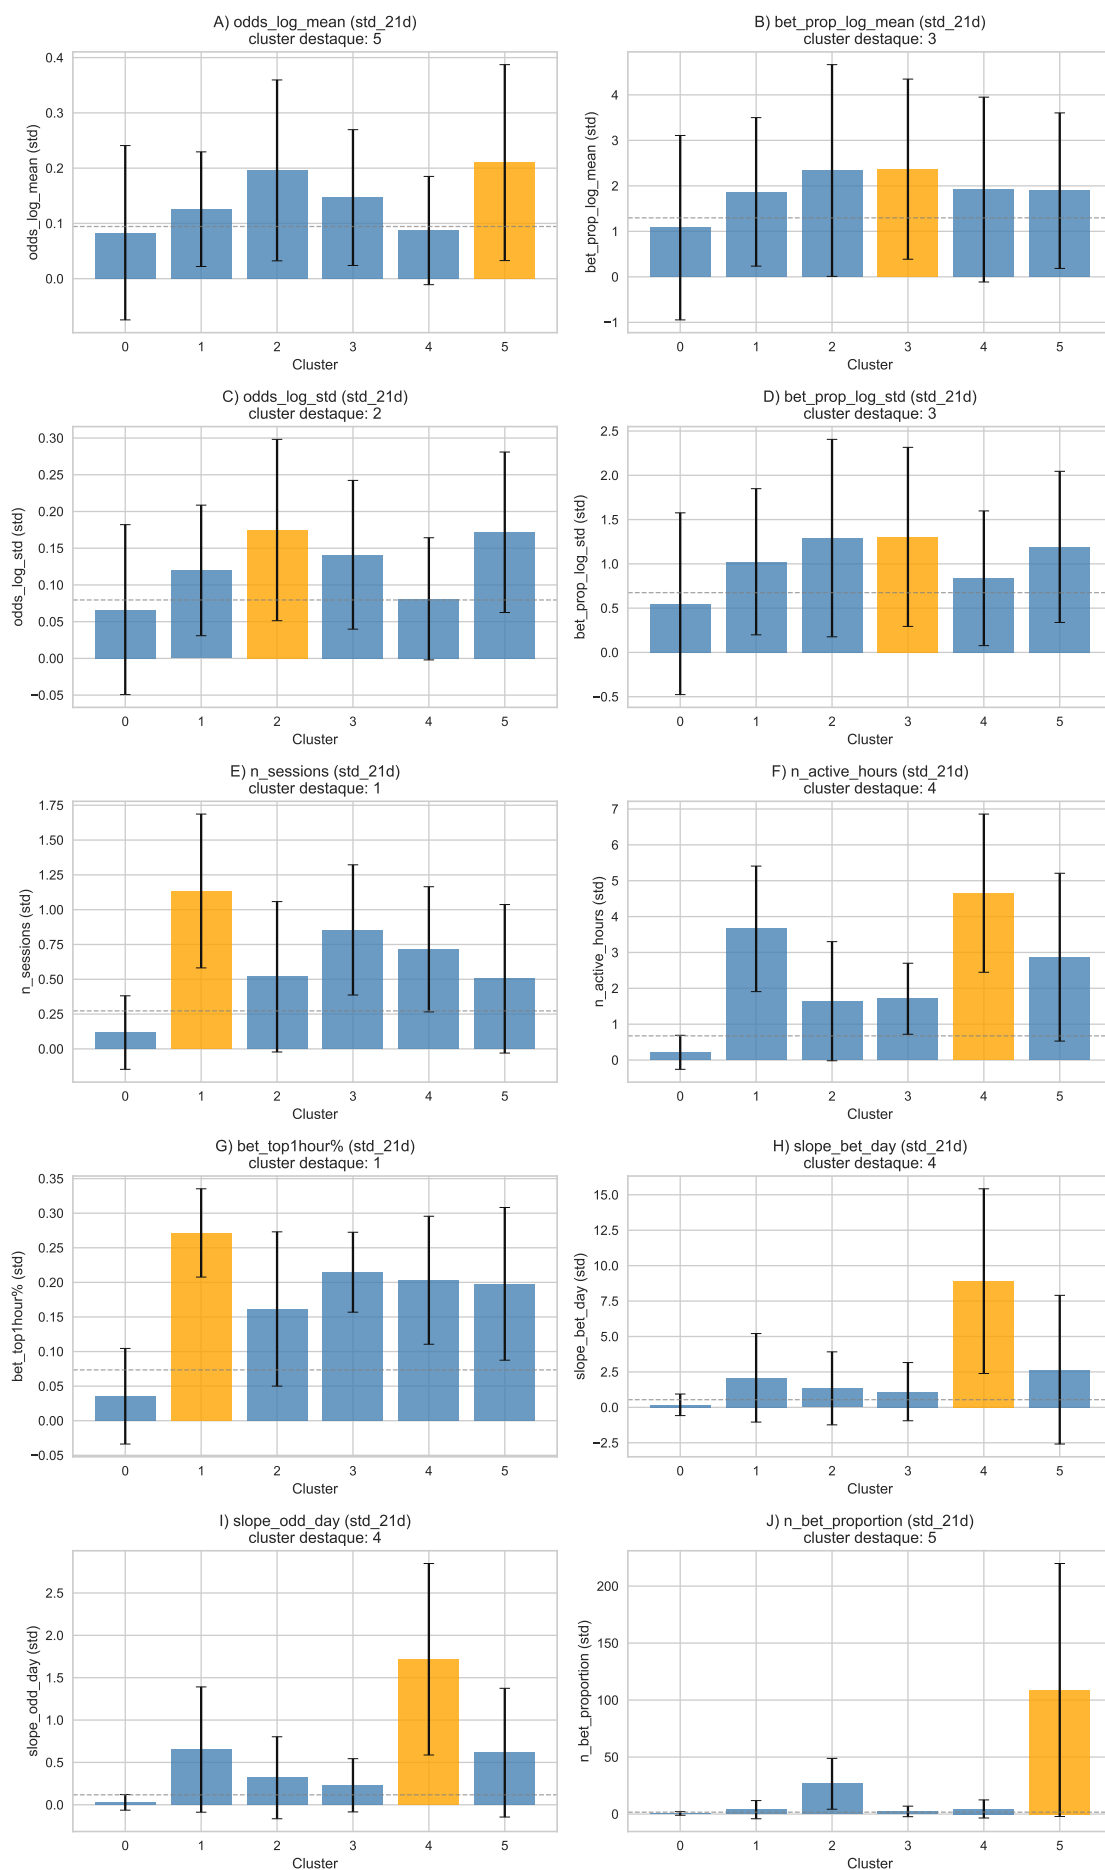 A) odds_log_mean (std_21d)
cluster destaque: 5
odds_log_mean (std)
0.4
0.3
0.2
0.1
0.0
0 1 2 3 4 5
Cluster
B) bet_prop_log_mean (std_21d)
cluster destaque: 3
bet_prop_log_mean (std)
4
3
2
1
0
−1
0 1 2 3 4 5
Cluster
C) odds_log_std (std_21d)
cluster destaque: 2
odds_log_std (std)
0.30
0.25
0.20
0.15
0.10
0.05
0.00
−0.05
0 1 2 3 4 5
Cluster
D) bet_prop_log_std (std_21d)
cluster destaque: 3
bet_prop_log_std (std)
2.5
2.0
1.5
1.0
0.5
0.0
−0.5
0 1 2 3 4 5
Cluster
E) n_sessions (std_21d)
cluster destaque: 1
n_sessions (std)
1.75
1.50
1.25
1.00
0.75
0.50
0.25
0.00
0 1 2 3 4 5
Cluster
F) n_active_hours (std_21d)
cluster destaque: 4
n_active_hours (std)
7
6
5
4
3
2
1
0
0 1 2 3 4 5
Cluster
G) bet_top1hour% (std_21d)
cluster destaque: 1
bet_top1hour% (std)
0.35
0.30
0.25
0.20
0.15
0.10
0.05
0.00
−0.05
0 1 2 3 4 5
Cluster
H) slope_bet_day (std_21d)
cluster destaque: 4
slope_bet_day (std)
15.0
12.5
10.0
7.5
5.0
2.5
0.0
−2.5
0 1 2 3 4 5
Cluster
I) slope_odd_day (std_21d)
cluster destaque: 4
slope_odd_day (std)
2.5
2.0
1.5
1.0
0.5
0.0
0 1 2 3 4 5
Cluster
J) n_bet_proportion (std_21d)
cluster destaque: 5
n_bet_proportion (std)
200
150
100
50
0
0 1 2 3 4 5
Cluster